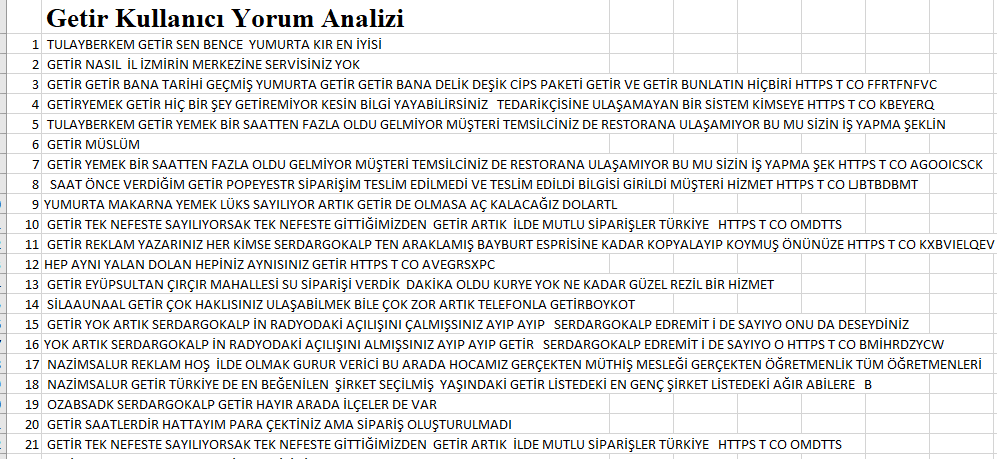 Getir Kullanıcı Yorum Analizi
1 TULAYBERKEM GETİR SEN BENCE YUMURTA KIR EN İYİSİ
2 GETİR NASIL İL İZMİRİN MERKEZİNE SERVİSİNİZ YOK
3 GETİR GETİR BANA TARİHİ GEÇMİŞ YUMURTA GETİR GETİR BANA DELİK DEŞİK CİPS PAKETİ GETİR VE GETİR BUNLATIN HİÇBİRİ HTTPS T CO FFRTFNFVC
4 GETİRYEMEK GETİR HİÇ BİR ŞEY GETİREMİYOR KESİN BİLGİ YAYABİLİRSİNİZ TEDARİKÇİSİNE ULAŞAMAYAN BİR SİSTEM KİMSEYE HTTPS T CO KBEYERQ
5 TULAYBERKEM GETİR YEMEK BİR SAATTEN FAZLA OLDU GELMİYOR MÜŞTERİ TEMSİLCİNİZ DE RESTORANA ULAŞAMIYOR BU MU SİZİN İŞ YAPMA ŞEKLİN
6 GETİR MÜSLÜM
7 GETİR YEMEK BİR SAATTEN FAZLA OLDU GELMİYOR MÜŞTERİ TEMSİLCİNİZ DE RESTORANA ULAŞAMIYOR BU MU SİZİN İŞ YAPMA ŞEK HTTPS T CO AGOOICSCK
8 SAAT ÖNCE VERDİĞİM GETİR POPEYESTR SİPARİŞİM TESLİM EDİLMEDİ VE TESLİM EDİLDİ BİLGİSİ GİRİLDİ MÜŞTERİ HİZMET HTTPS T CO LJBTBDBMT
9 YUMURTA MAKARNA YEMEK LÜKS SAYILIYOR ARTIK GETİR DE OLMASA AÇ KALACAĞIZ DOLARTL
10 GETİR TEK NEFESTE SAYILIYORSAK TEK NEFESTE GİTTİĞİMİZDEN GETİR ARTIK İLDE MUTLU SİPARİŞLER TÜRKİYE HTTPS T CO OMDTTS
11 GETİR REKLAM YAZARINIZ HER KİMSE SERDARGOKALP TEN ARAKLAMIŞ BAYBURT ESPRİSİNE KADAR KOPYALAYIP KOYMUŞ ÖNÜNÜZE HTTPS T CO KXBVIELQEV
12 HEP AYNI YALAN DOLAN HEPİNİZ AYNISINIZ GETİR HTTPS T CO AVEGRSXPC
13 GETİR EYÜPSULTAN ÇIRÇIR MAHALLESİ SU SİPARİŞİ VERDİK DAKİKA OLDU KURYE YOK NE KADAR GÜZEL REZİL BİR HİZMET
14 SİLAAUNAAL GETİR ÇOK HAKLISINIZ ULAŞABİLMEK BİLE ÇOK ZOR ARTIK TELEFONLA GETİRBOYKOT
15 GETİR YOK ARTIK SERDARGOKALP İN RADYODAKİ AÇILIŞINI ÇALMIŞSINIZ AYIP AYIP SERDARGOKALP EDREMİT İ DE SAYIYO ONU DA DESEYDİNİZ
16 YOK ARTIK SERDARGOKALP İN RADYODAKİ AÇILIŞINI ALMIŞSINIZ AYIP AYIP GETİR SERDARGOKALP EDREMİT İ DE SAYIYO O HTTPS T CO BMİHRDZYCW
17 NAZİMSALUR REKLAM HOŞ İLDE OLMAK GURUR VERİCİ BU ARADA HOCAMIZ GERÇEKTEN MÜTHİŞ MESLEĞİ GERÇEKTEN ÖĞRETMENLİK TÜM ÖĞRETMENLERİ
18 NAZİMSALUR GETİR TÜRKİYE DE EN BEĞENİLEN ŞİRKET SEÇİLMİŞ YAŞINDAKİ GETİR LİSTEDEKİ EN GENÇ ŞİRKET LİSTEDEKİ AĞIR ABİLERE B
19 OZABSADK SERDARGOKALP GETİR HAYIR ARADA İLÇELER DE VAR
20 GETİR SAATLERDİR HATTAYIM PARA ÇEKTİNİZ AMA SİPARİŞ OLUŞTURULMADI
21 GETİR TEK NEFESTE SAYILIYORSAK TEK NEFESTE GİTTİĞİMİZDEN GETİR ARTIK İLDE MUTLU SİPARİŞLER TÜRKİYE HTTPS T CO OMDTTS